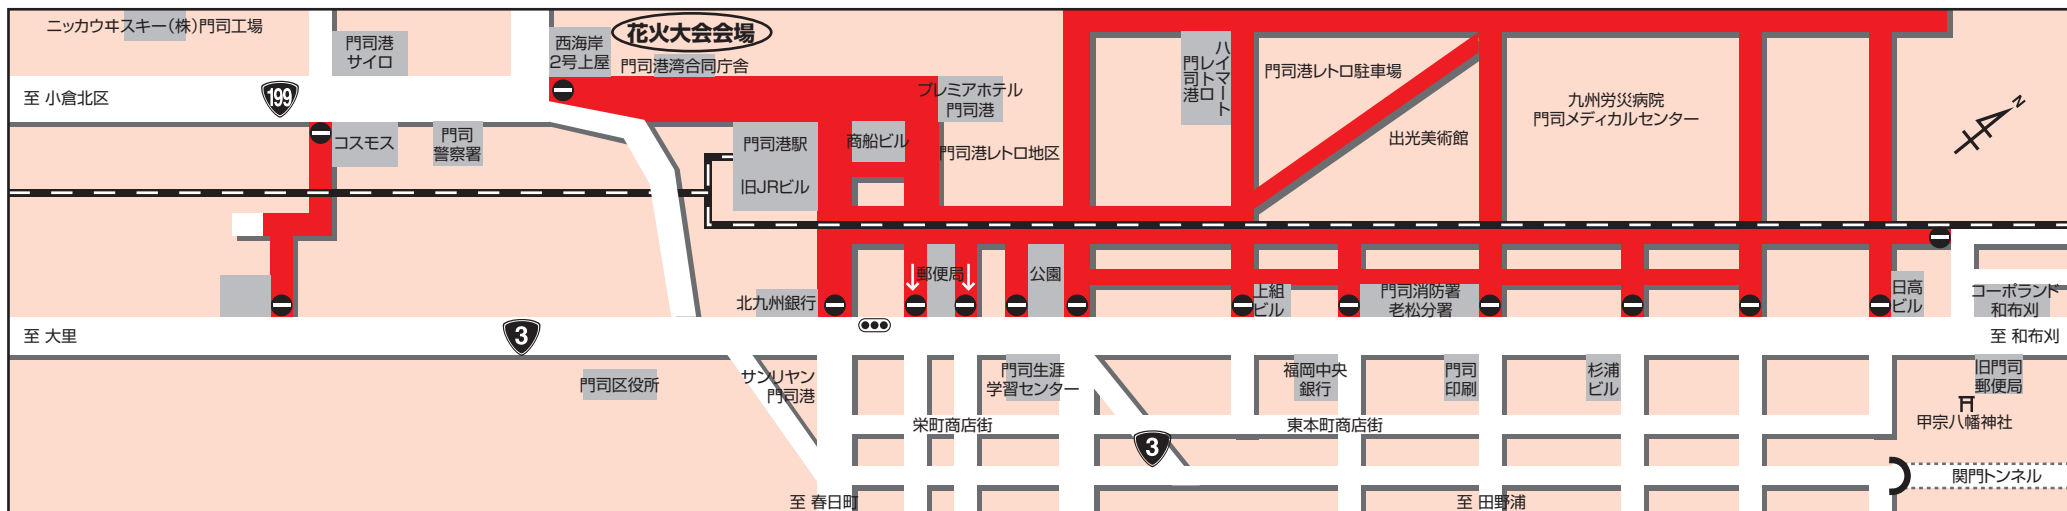 ニッカウヰスキー(株)門司工場
門司港
サイロ
西海岸
2号上屋
花火大会会場
門司港湾合同庁舎
至 小倉北区
199
コスモス
門司
警察署
門司港駅
旧JRビル
商船ビル
プレミアホテル
門司港
門司港レトロ地区
ハイマート
レトロ
門司港
門司港レトロ駐車場
出光美術館
九州労災病院
門司メディカルセンター
N
北九州銀行
郵便局
公園
上組
ビル
門司消防署
老松分署
日高
ビル
コーポランド
和布刈
至 大里
3
至 和布刈
門司区役所
サンリヤン
門司港
門司生涯
学習センター
福岡中央
銀行
門司
印刷
杉浦
ビル
旧門司
郵便局
甲宗八幡神社
栄町商店街
3
東本町商店街
関門トンネル
至 春日町
至 田野浦